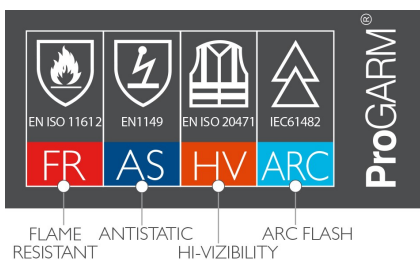 EN ISO 11612 EN1149 EN ISO 20471 IEC61482
FR AS HV ARC
ProGARM®
FLAME RESISTANT
ANTISTATIC
HI-VIZIBILITY
ARC FLASH